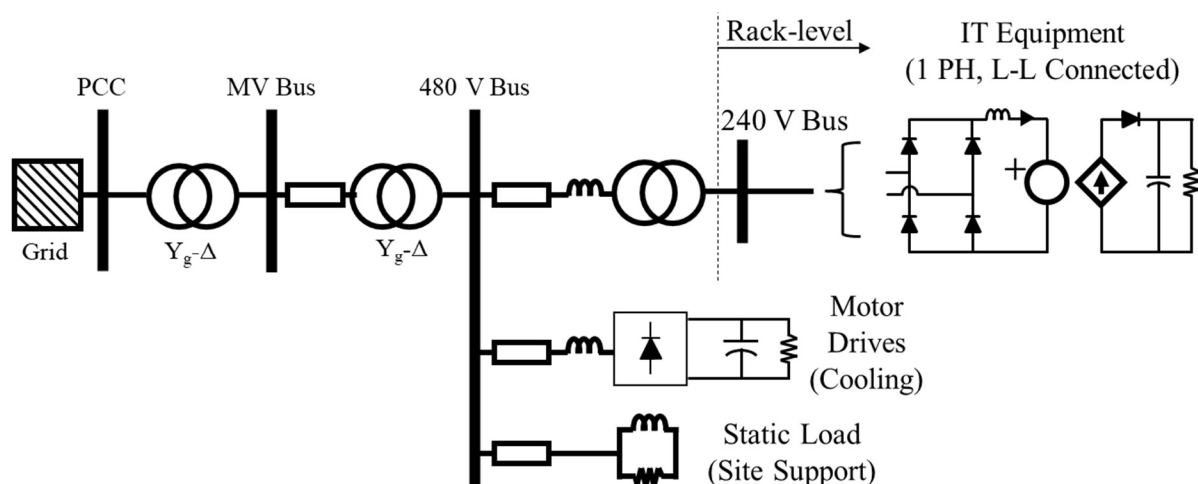 Rack-level
IT Equipment
(1 PH, L-L Connected)
PCC
MV Bus
480 V Bus
240 V Bus
+
Grid
Yg-Δ
Yg-Δ
Motor
Drives
(Cooling)
Static Load
(Site Support)